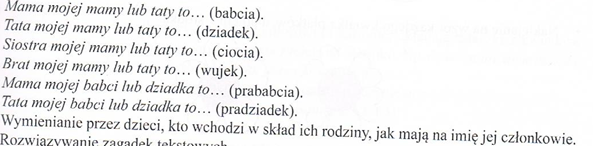 Mama mojej mamy lub taty to… (babcia).
Tata mojej mamy lub taty to… (dziadek).
Siostra mojej mamy lub taty to… (ciocia).
Brat mojej mamy lub taty to… (wujek).
Mama mojej babci lub dziadka to… (prababcia).
Tata mojej babci lub dziadka to… (pradziadek).
Wymienianie przez dzieci, kto wchodzi w skład ich rodziny, jak mają na imię jej członkowie.
Rozwiązywanie zagadek tekstowych